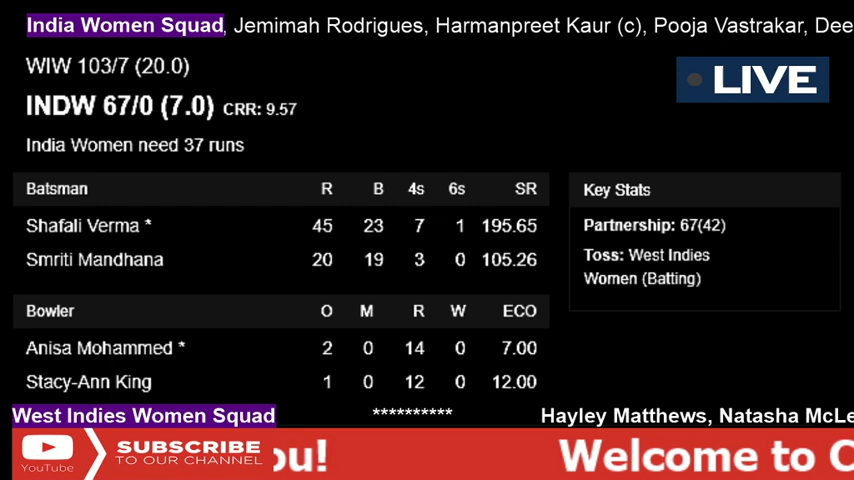 India Women Squad, Jemimah Rodrigues, Harmanpreet Kaur (c), Pooja Vastrakar, Dee
WIW 103/7 (20.0)
LIVE
INDW 67/0 (7.0) CRR: 9.57
India Women need 37 runs
Batsman R B 4s 6s SR
Shafali Verma * 45 23 7 1 195.65
Smriti Mandhana 20 19 3 0 105.26
Key Stats
Partnership: 67(42)
Toss: West Indies
Women (Batting)
Bowler O M R W ECO
Anisa Mohammed * 2 0 14 0 7.00
Stacy-Ann King 1 0 12 0 12.00
West Indies Women Squad ********** Hayley Matthews, Natasha McLe
YouTube
SUBSCRIBE
TO OUR CHANNEL
ou! Welcome to C